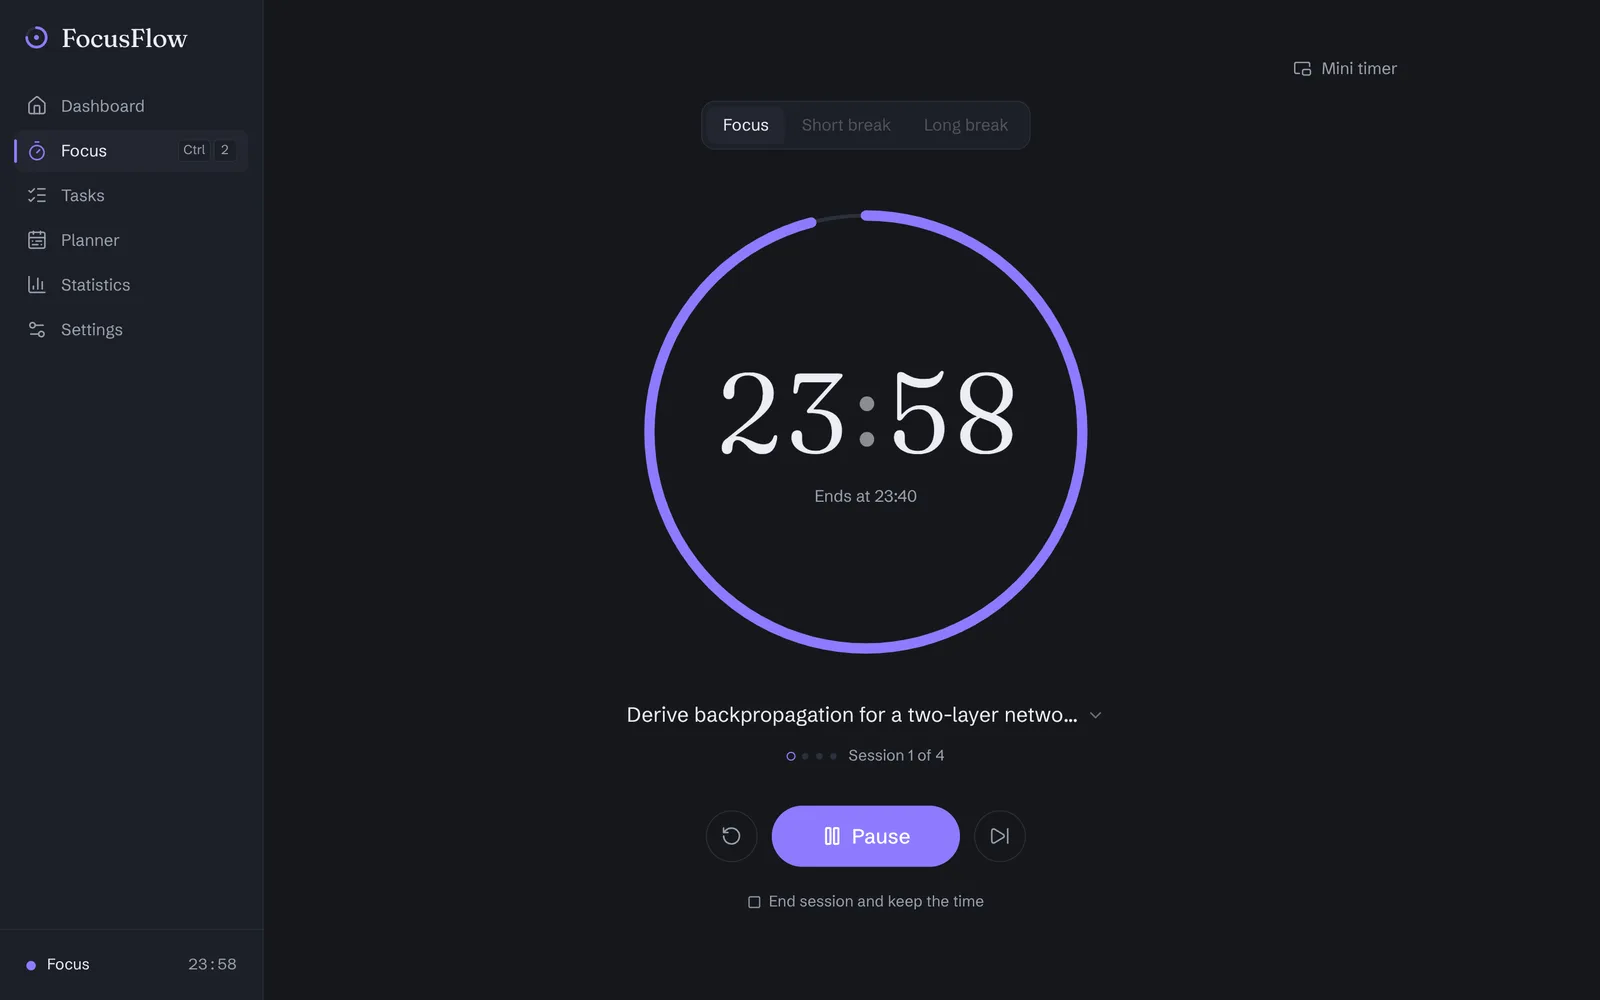 FocusFlow
Dashboard
Focus Ctrl 2
Tasks
Planner
Statistics
Settings
Focus 23:58
Mini timer
Focus Short break Long break
23:58
Ends at 23:40
Derive backpropagation for a two-layer netwo...
Session 1 of 4
Pause
End session and keep the time